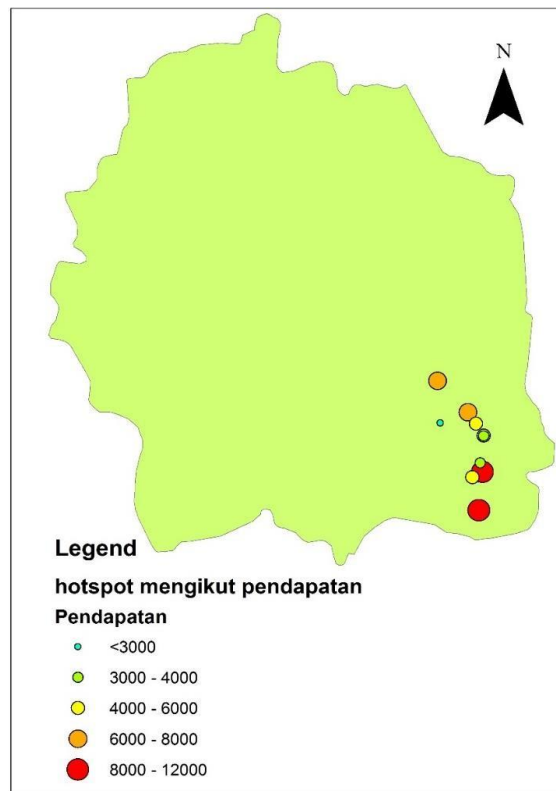 N
Legend
hotspot mengikut pendapatan
Pendapatan
<3000
3000 - 4000
4000 - 6000
6000 - 8000
8000 - 12000